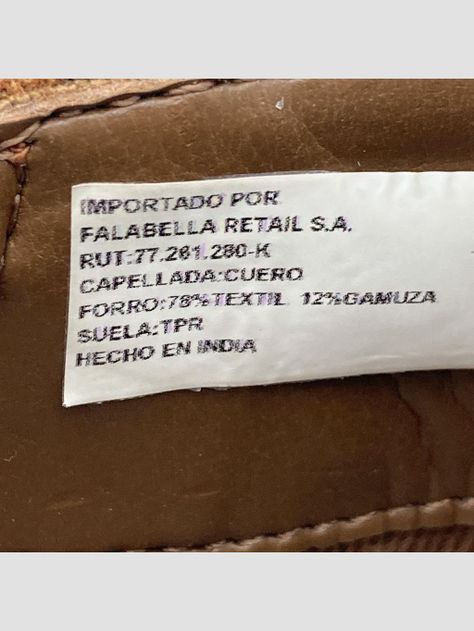 IMPORTADO POR
FALABELLA RETAIL S.A.
RUT:77.261.280-K
CAPELLADA:CUERO
FORRO:78%TEXTIL 12%GAMUZA
SUELA:TPR
HECHO EN INDIA